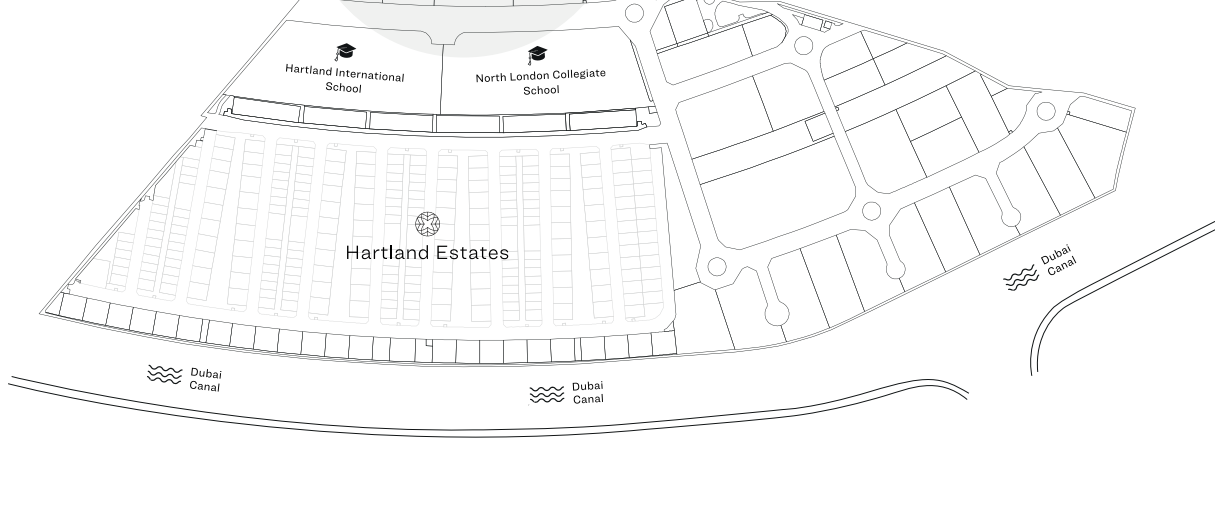 Hartland International
School
North London Collegiate
School
Hartland Estates
Dubai
Canal
Dubai
Canal
Dubai
Canal